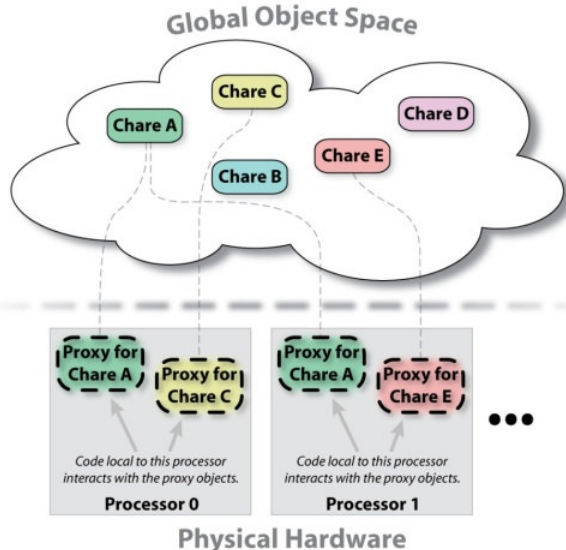 Global Object Space
Chare C
Chare A
Chare D
Chare E
Chare B
Proxy for
Chare A
Proxy for
Chare C
Code local to this processor
interacts with the proxy objects.
Processor 0
Proxy for
Chare A
Proxy for
Chare E
Code local to this processor
interacts with the proxy objects.
Processor 1
Physical Hardware